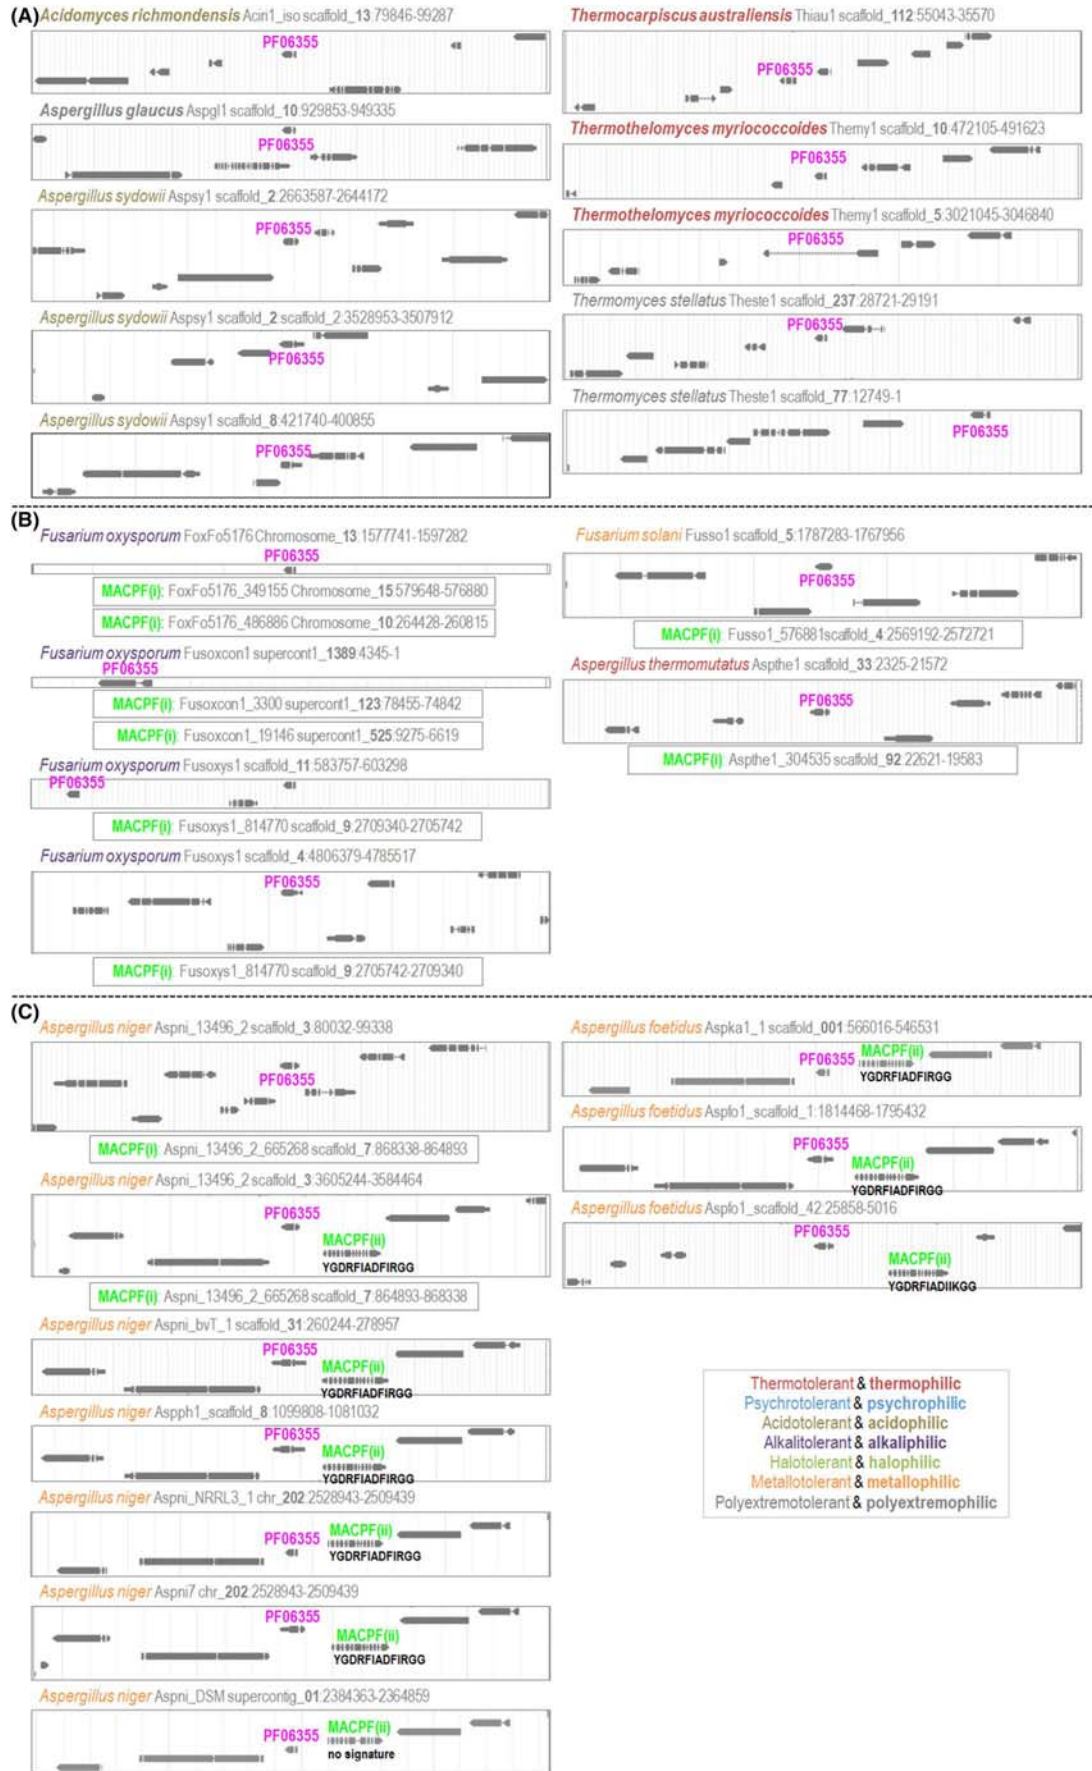 (A) Acidomyces richmondensis Aciri1_iso scaffold_13:79846-99287
PF06355
Aspergillus glaucus Aspgl1 scaffold_10:929853-949335
PF06355
Aspergillus sydowii Aspsy1 scaffold_2:2663587-2644172
PF06355
Aspergillus sydowii Aspsy1 scaffold_2:scaffold_2:3528953-3507912
PF06355
Aspergillus sydowii Aspsy1 scaffold_8:421740-400855
PF06355
Thermocarpiscus australiensis Thiau1 scaffold_112:55043-35570
PF06355
Thermothelomyces myriococcoides Themy1 scaffold_10:472105-491623
PF06355
Thermothelomyces myriococcoides Themy1 scaffold_5:3021045-3046840
PF06355
Thermomyces stellatus Theste1 scaffold_237:28721-29191
PF06355
Thermomyces stellatus Theste1 scaffold_77:12749-1
PF06355
(B)
Fusarium oxysporum FoxFo5176 Chromosome_13:1577741-1597282
PF06355
MACPF(i): FoxFo5176_349155 Chromosome_15:579648-576880
MACPF(i): FoxFo5176_486886 Chromosome_10:264428-260815
Fusarium oxysporum Fusoxcon1 supercont1_1389:4345-1
PF06355
MACPF(i): Fusoxcon1_3300 supercont1_123:78455-74842
MACPF(i): Fusoxcon1_19146 supercont1_525:9275-6619
Fusarium oxysporum Fusoxys1 scaffold_11:583757-603298
PF06355
MACPF(i): Fusoxys1_814770 scaffold_9:2709340-2705742
Fusarium oxysporum Fusoxys1 scaffold_4:4806379-4785517
PF06355
MACPF(i): Fusoxys1_814770 scaffold_9:2705742-2709340
Fusarium solani Fusso1 scaffold_5:1787283-1767956
PF06355
MACPF(i): Fusso1_576881scaffold_4:2569192-2572721
Aspergillus thermomutatus Aspthe1 scaffold_33:2325-21572
PF06355
MACPF(i): Aspthe1_304535 scaffold_92:22621-19583
(C)
Aspergillus niger Aspni_13496_2 scaffold_3:80032-99338
PF06355
MACPF(i): Aspni_13496_2_665268 scaffold_7:868338-864893
Aspergillus niger Aspni_13496_2 scaffold_3:3605244-3584464
PF06355
MACPF(ii)
YGDRFIADFIRGG
MACPF(i): Aspni_13496_2_665268 scaffold_7:864893-868338
Aspergillus niger Aspni_bvT_1 scaffold_31:260244-278957
PF06355
MACPF(ii)
YGDRFIADFIRGG
Aspergillus niger Aspph1_scaffold_8:1099808-1081032
PF06355
MACPF(ii)
YGDRFIADFIRGG
Aspergillus niger Aspni_NRRL3_1 chr_202:2528943-2509439
MACPF(ii)
PF06355
YGDRFIADFIRGG
Aspergillus niger Aspni7 chr_202:2528943-2509439
PF06355
MACPF(ii)
YGDRFIADFIRGG
Aspergillus niger Aspni_DSM supercontig_01:2384363-2364859
MACPF(ii)
PF06355
no signature
Aspergillus foetidus Aspka1_1 scaffold_001:566016-546531
MACPF(ii)
PF06355
YGDRFIADFIRGG
Aspergillus foetidus Aspfo1_scaffold_1:1814468-1795432
PF06355
MACPF(ii)
YGDRFIADFIRGG
Aspergillus foetidus Aspfo1_scaffold_42:25858-5016
PF06355
MACPF(ii)
YGDRFIADIIKGG
Thermotolerant & thermophilic
Psychrotolerant & psychrophilic
Acidotolerant & acidophilic
Alkalitolerant & alkaliphilic
Halotolerant & halophilic
Metallotolerant & metallophilic
Polyextremotolerant & polyextremophilic